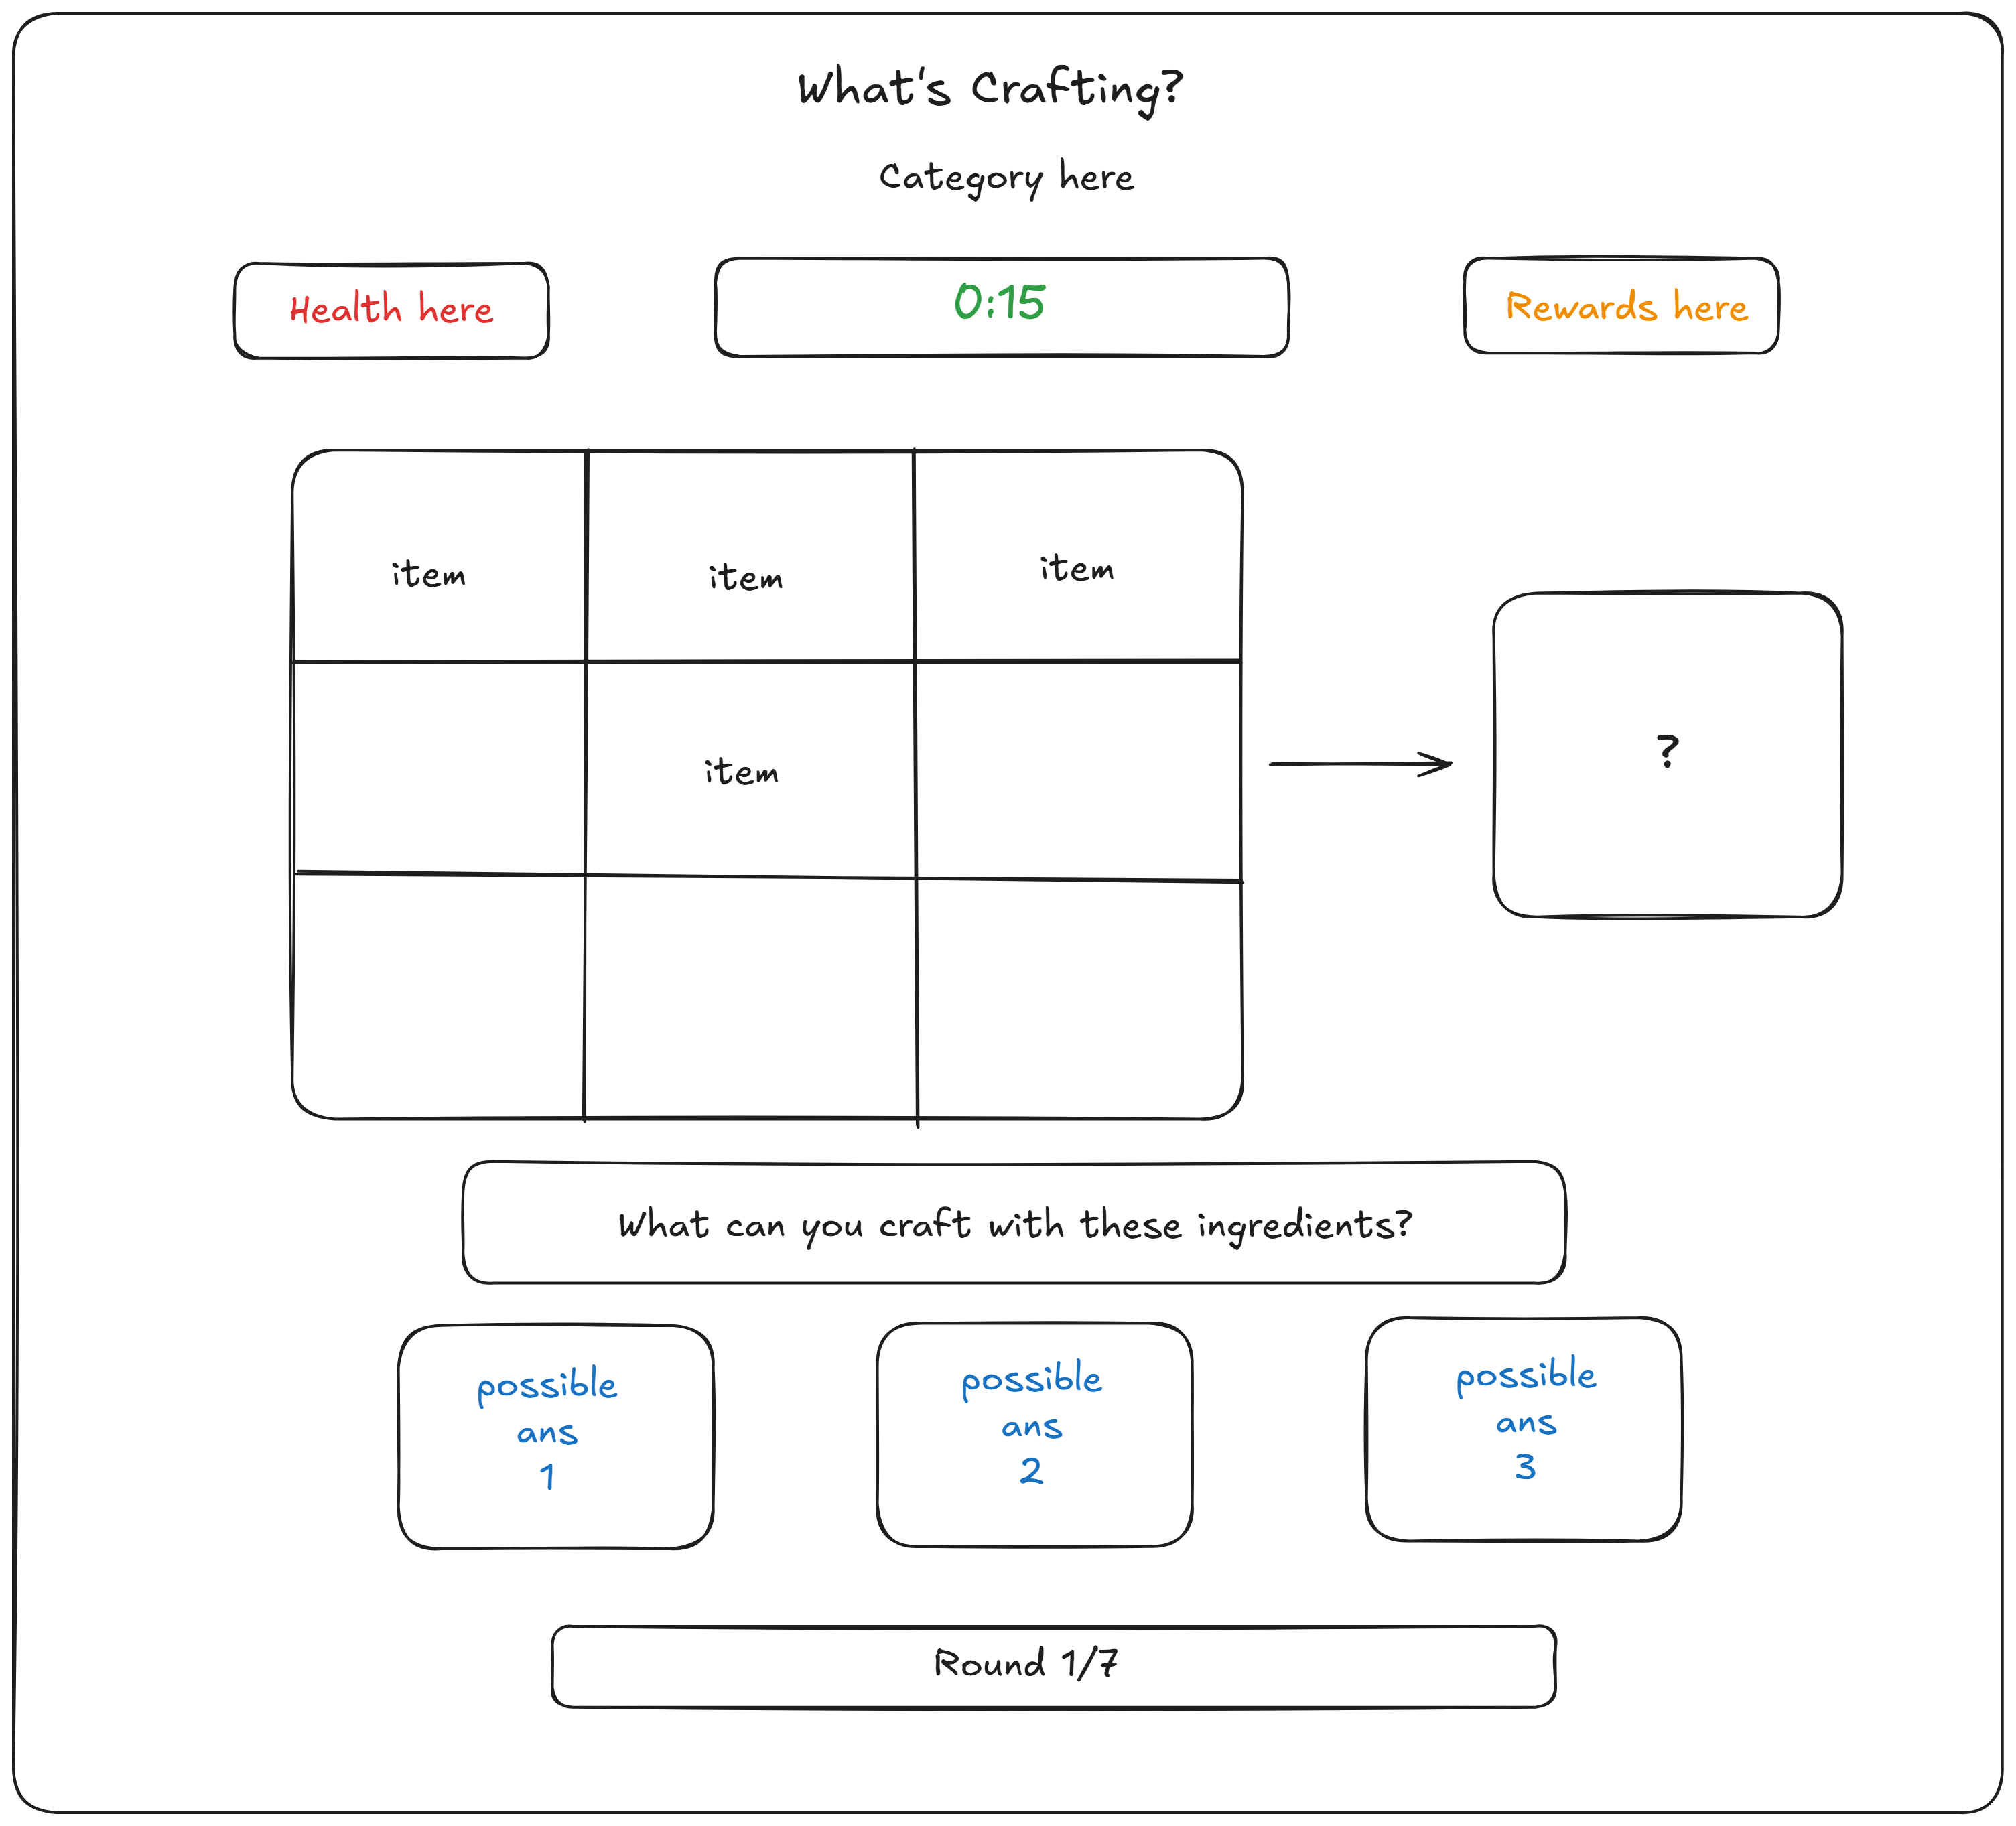 What's Crafting?
Category here
Health here
0:15
Rewards here
item
item
item
item
?
What can you craft with these ingredients?
possible
ans
1
possible
ans
2
possible
ans
3
Round 1/7